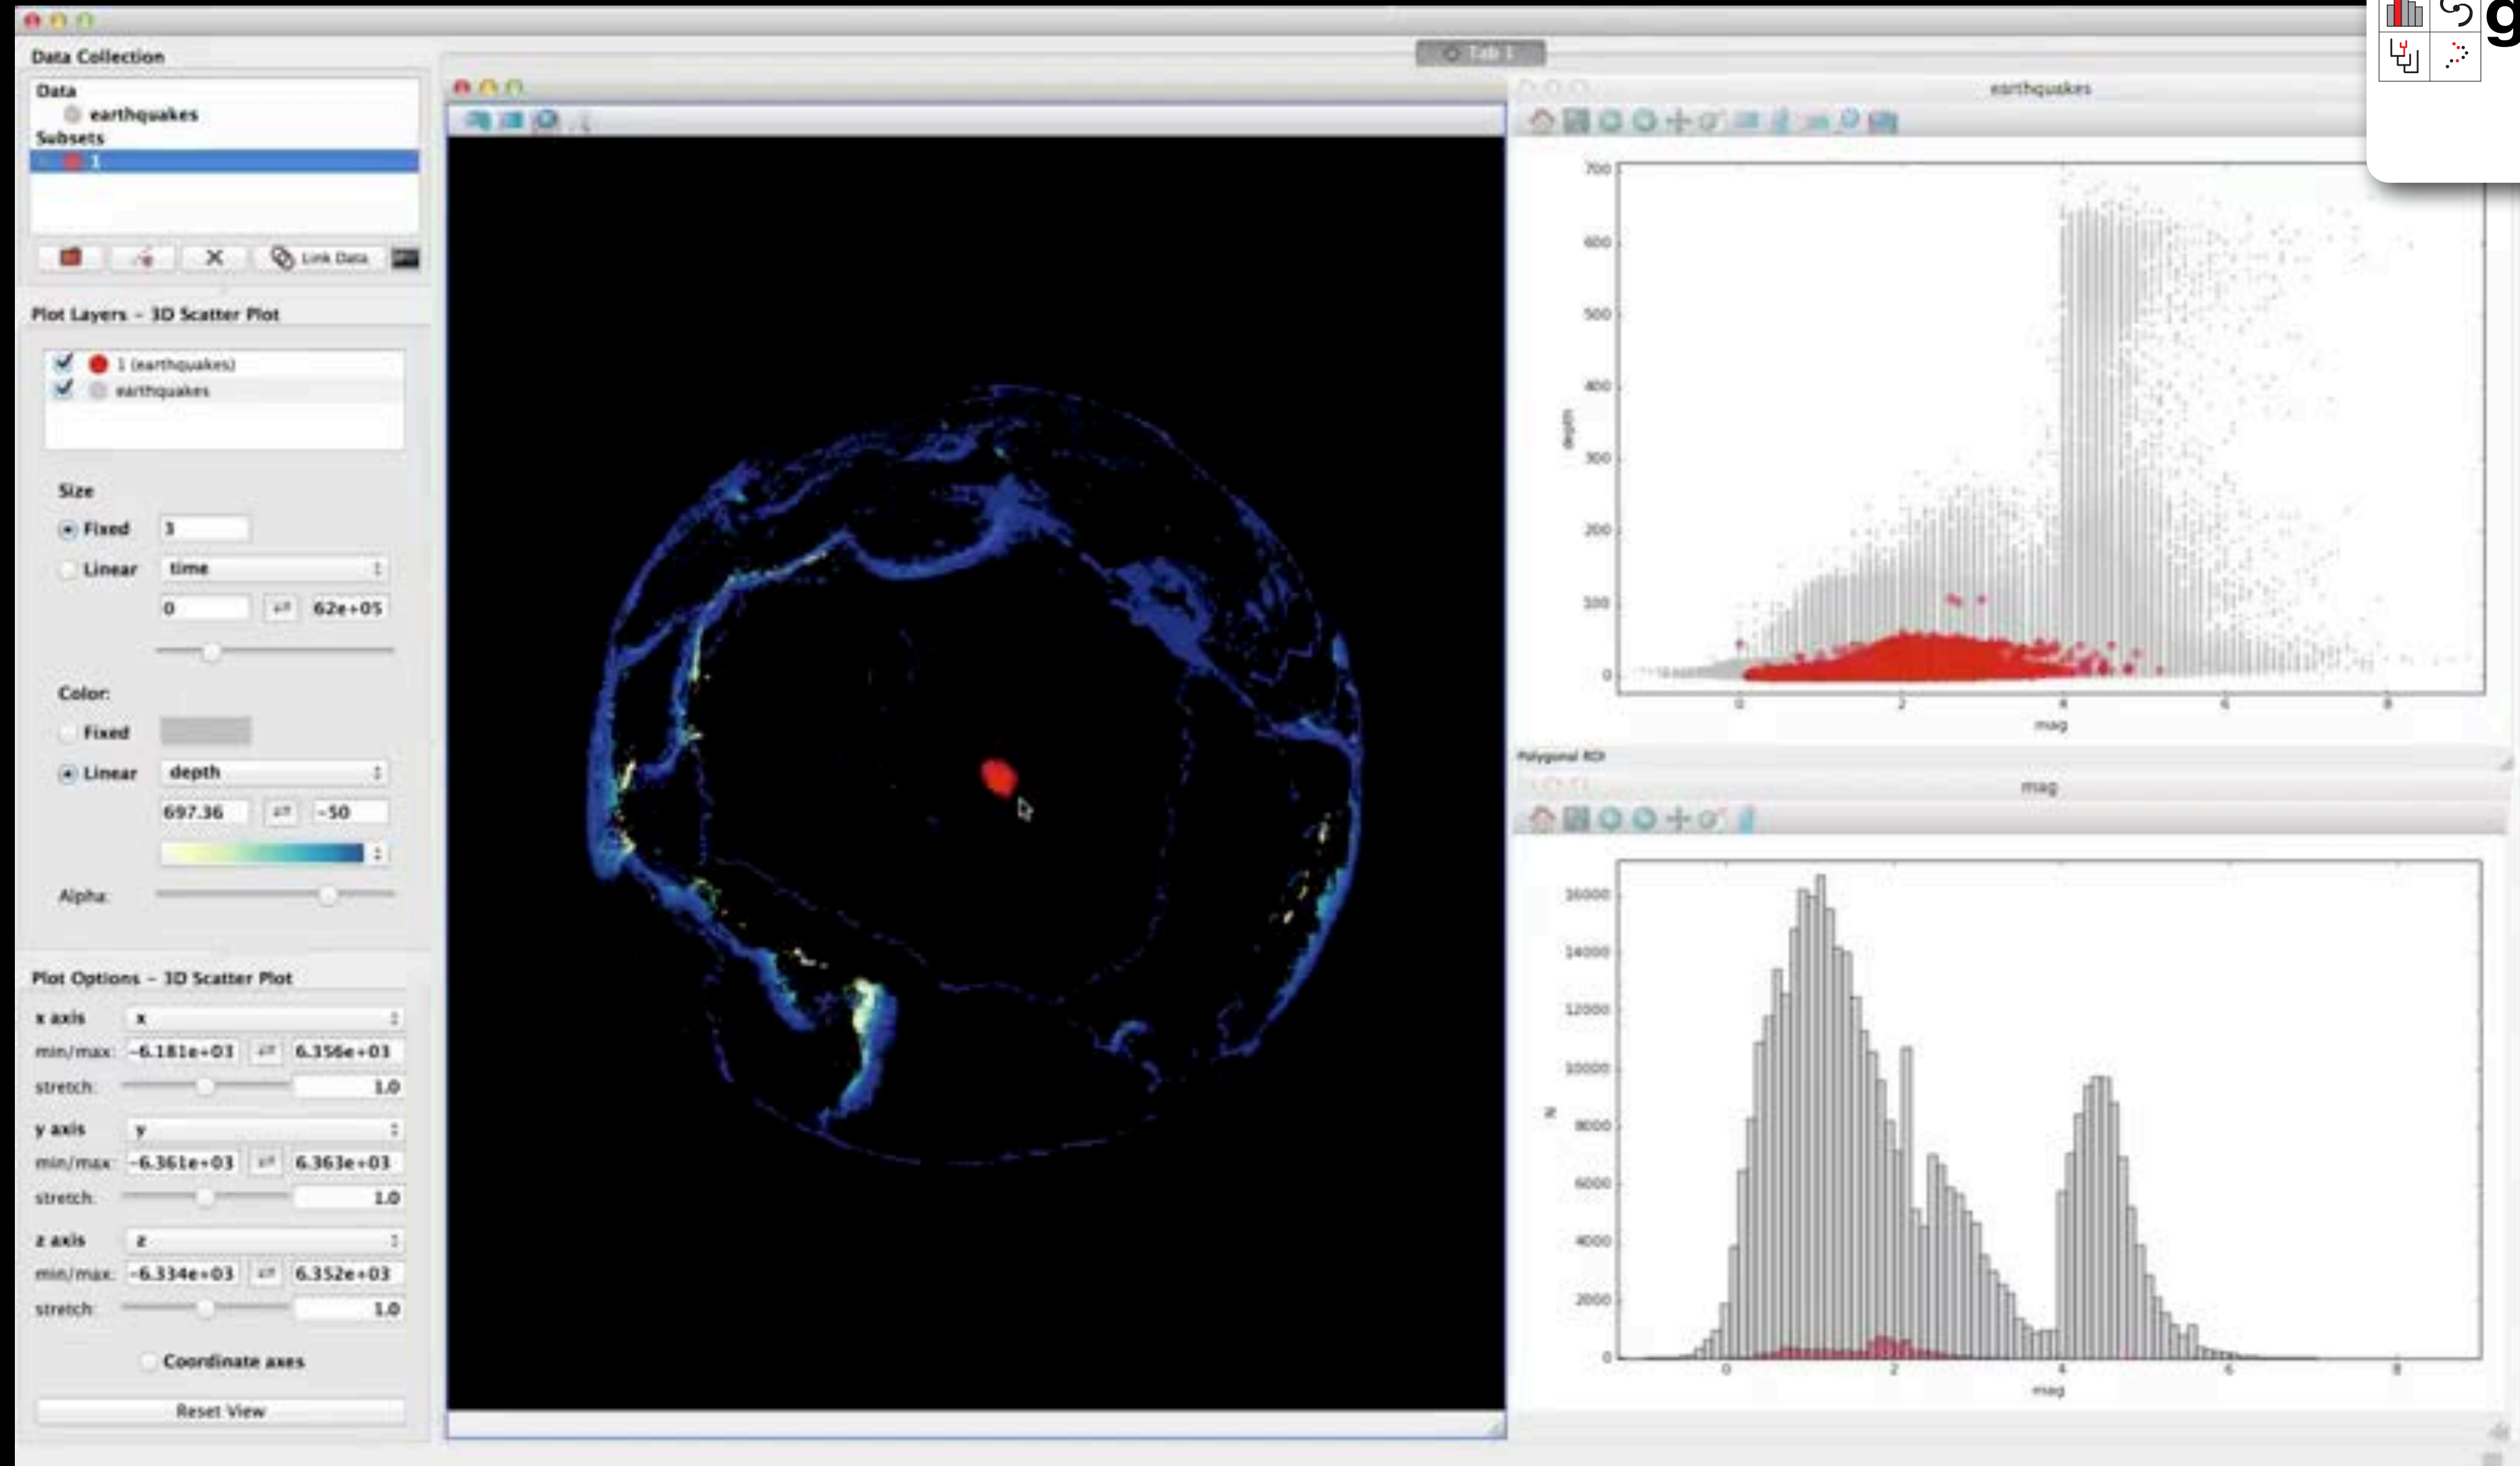 Tab 1
g
Data Collection
Data
earthquakes
Subsets
1
Link Data
Plot Layers - 3D Scatter Plot
1 (earthquakes)
earthquakes
Size
Fixed 3
Linear time
0 62e+05
Color:
Fixed
Linear depth
697.36 -50
Alpha:
Plot Options - 3D Scatter Plot
x axis x
min/max: -6.181e+03 6.356e+03
stretch: 1.0
y axis y
min/max: -6.361e+03 6.363e+03
stretch: 1.0
z axis z
min/max: -6.334e+03 6.352e+03
stretch: 1.0
Coordinate axes
Reset View
earthquakes
700
600
500
400
300
200
100
0
depth
0 2 4 6 8
mag
Polygonal ROI
mag
16000
14000
12000
10000
8000
6000
4000
2000
0
N
0 2 4 6 8
mag